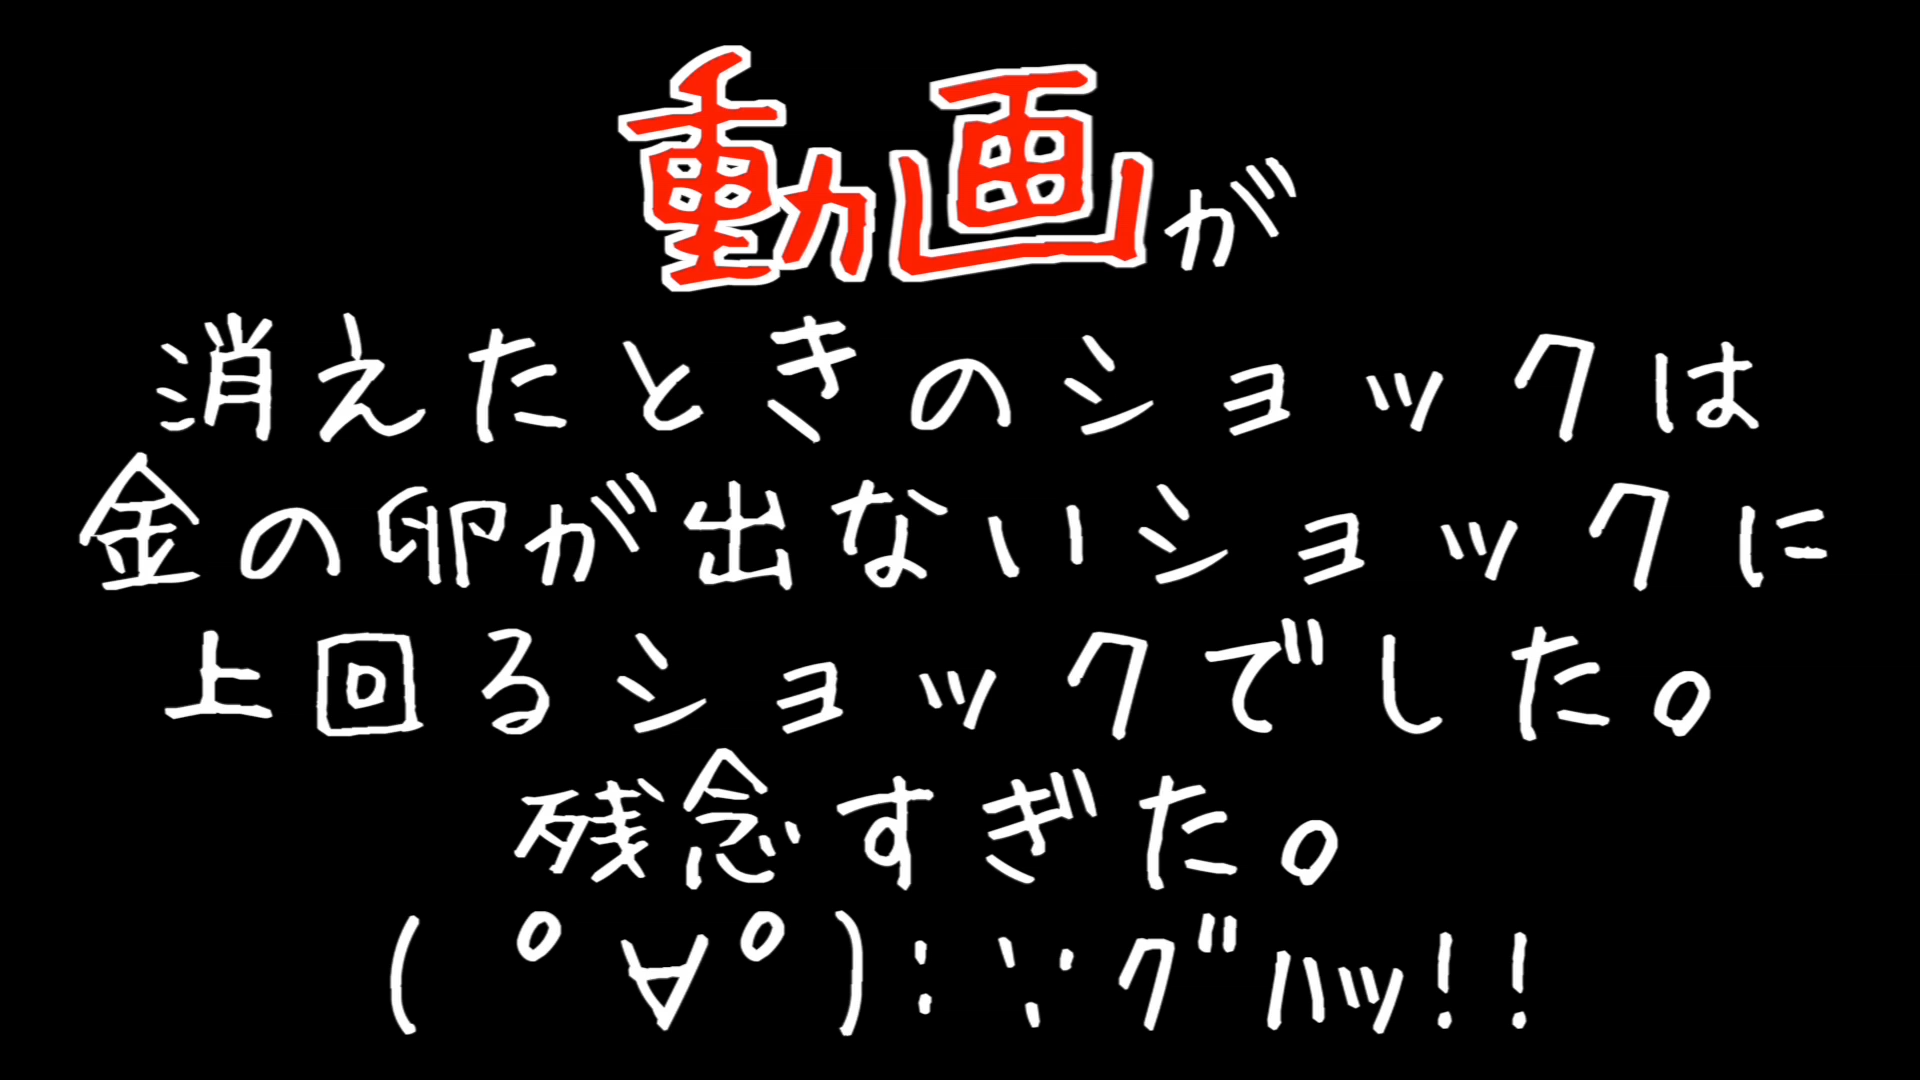 動画が
消えたときのショックは
金の卵が出ないショックに
上回るショックでした。
残念すぎた。
( ﾟ∀ﾟ):∵グハッ!!